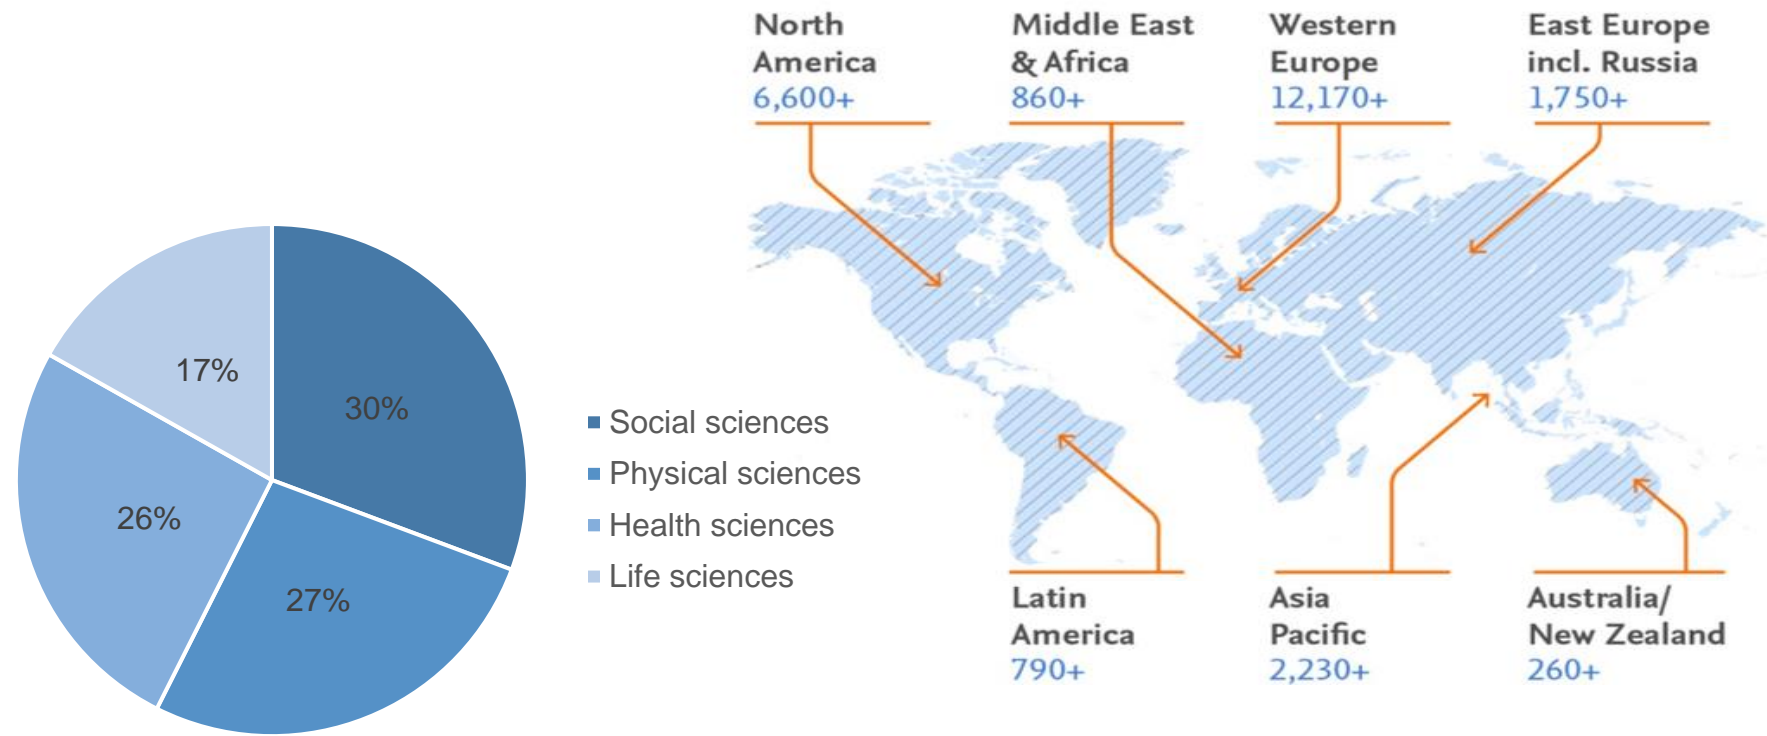 17%
30%
26%
27%
Social sciences
Physical sciences
Health sciences
Life sciences
North
America
6,600+
Middle East
& Africa
860+
Western
Europe
12,170+
East Europe
incl. Russia
1,750+
Latin
America
790+
Asia
Pacific
2,230+
Australia/
New Zealand
260+